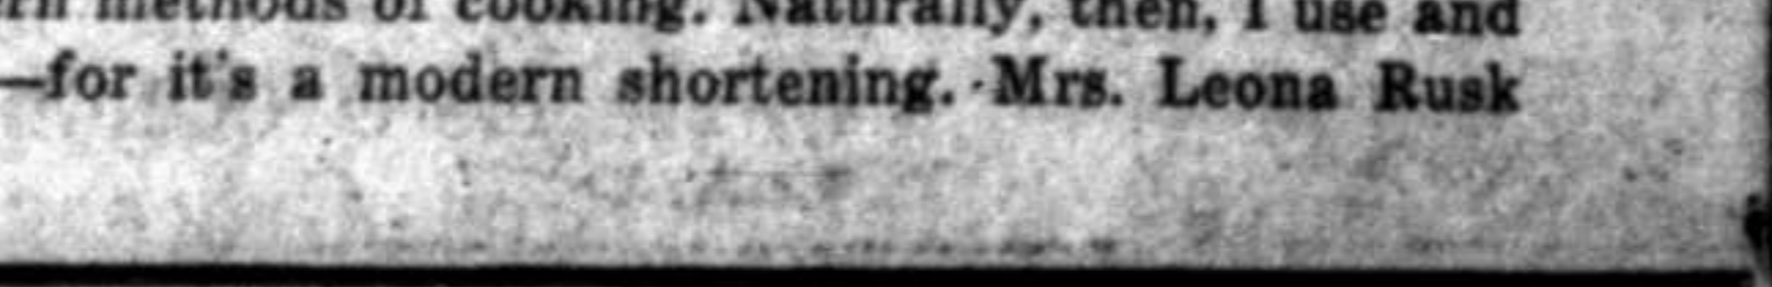 methods of cooking. Naturally, then, I use and
—for it's a modern shortening. Mrs. Leona Rusk